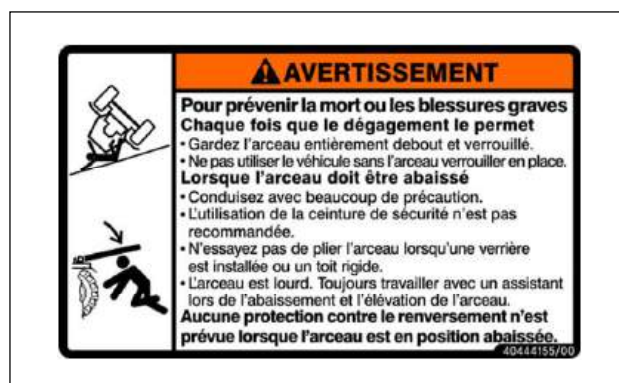 AVERTISSEMENT
Pour prévenir la mort ou les blessures graves
Chaque fois que le dégagement le permet
• Gardez l'arceau entièrement debout et verrouillé.
• Ne pas utiliser le véhicule sans l'arceau verrouiller en place.
Lorsque l'arceau doit être abaissé
• Conduisez avec beaucoup de précaution.
• L'utilisation de la ceinture de sécurité n'est pas
recommandée.
• N'essayez pas de plier l'arceau lorsqu'une verrière
est installée ou un toit rigide.
• L'arceau est lourd. Toujours travailler avec un assistant
lors de l'abaissement et l'élévation de l'arceau.
Aucune protection contre le renversement n'est
prévue lorsque l'arceau est en position abaissée.
40444155/00